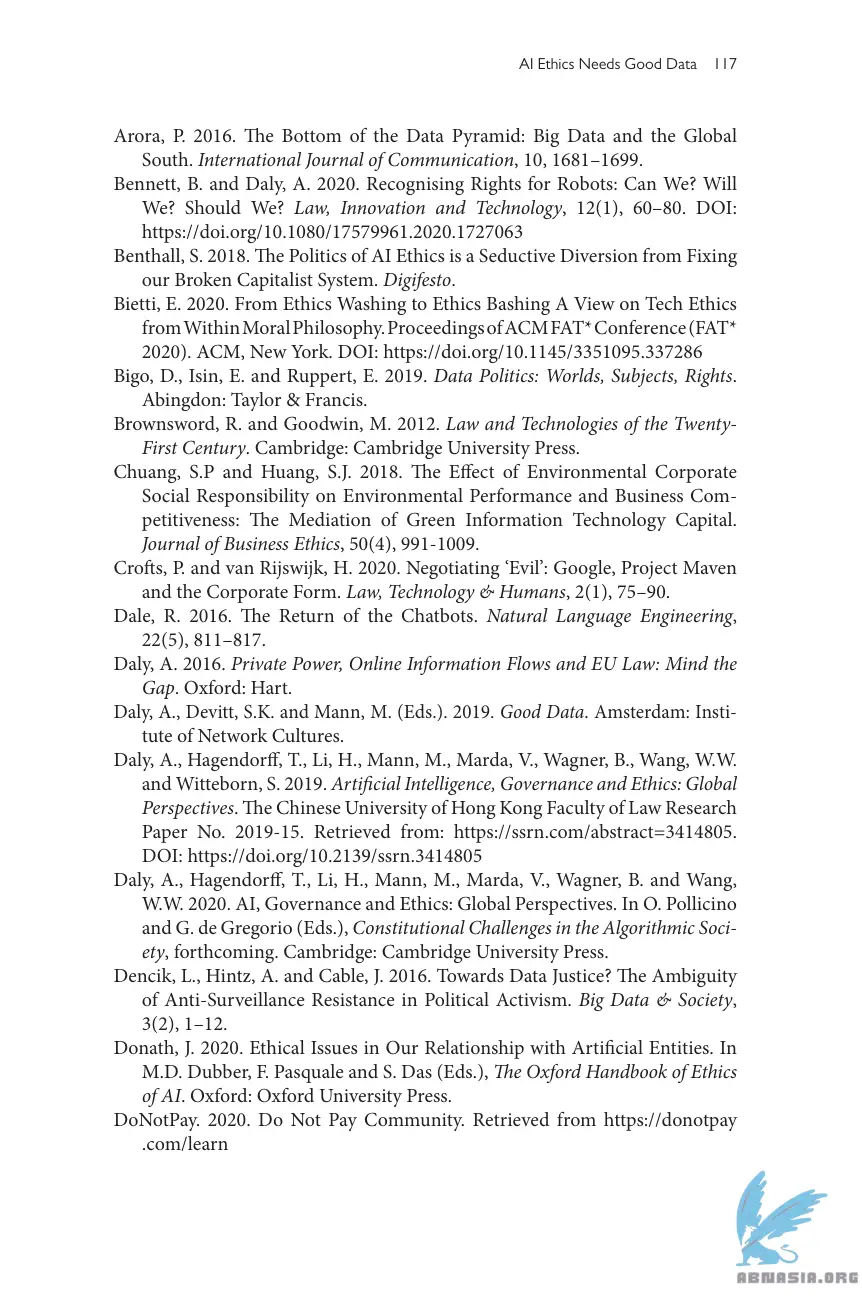 AI Ethics Needs Good Data 117
Arora, P. 2016. The Bottom of the Data Pyramid: Big Data and the Global
South. International Journal of Communication, 10, 1681–1699.
Bennett, B. and Daly, A. 2020. Recognising Rights for Robots: Can We? Will
We? Should We? Law, Innovation and Technology, 12(1), 60–80. DOI:
https://doi.org/10.1080/17579961.2020.1727063
Benthall, S. 2018. The Politics of AI Ethics is a Seductive Diversion from Fixing
our Broken Capitalist System. Digifesto.
Bietti, E. 2020. From Ethics Washing to Ethics Bashing A View on Tech Ethics
from Within Moral Philosophy. Proceedings of ACM FAT* Conference (FAT*
2020). ACM, New York. DOI: https://doi.org/10.1145/3351095.337286
Bigo, D., Isin, E. and Ruppert, E. 2019. Data Politics: Worlds, Subjects, Rights.
Abingdon: Taylor & Francis.
Brownsword, R. and Goodwin, M. 2012. Law and Technologies of the Twenty-
First Century. Cambridge: Cambridge University Press.
Chuang, S.P and Huang, S.J. 2018. The Effect of Environmental Corporate
Social Responsibility on Environmental Performance and Business Com-
petitiveness: The Mediation of Green Information Technology Capital.
Journal of Business Ethics, 50(4), 991-1009.
Crofts, P. and van Rijswijk, H. 2020. Negotiating ‘Evil’: Google, Project Maven
and the Corporate Form. Law, Technology & Humans, 2(1), 75–90.
Dale, R. 2016. The Return of the Chatbots. Natural Language Engineering,
22(5), 811–817.
Daly, A. 2016. Private Power, Online Information Flows and EU Law: Mind the
Gap. Oxford: Hart.
Daly, A., Devitt, S.K. and Mann, M. (Eds.). 2019. Good Data. Amsterdam: Insti-
tute of Network Cultures.
Daly, A., Hagendorff, T., Li, H., Mann, M., Marda, V., Wagner, B., Wang, W.W.
and Witteborn, S. 2019. Artificial Intelligence, Governance and Ethics: Global
Perspectives. The Chinese University of Hong Kong Faculty of Law Research
Paper No. 2019-15. Retrieved from: https://ssrn.com/abstract=3414805.
DOI: https://doi.org/10.2139/ssrn.3414805
Daly, A., Hagendorff, T., Li, H., Mann, M., Marda, V., Wagner, B. and Wang,
W.W. 2020. AI, Governance and Ethics: Global Perspectives. In O. Pollicino
and G. de Gregorio (Eds.), Constitutional Challenges in the Algorithmic Soci-
ety, forthcoming. Cambridge: Cambridge University Press.
Dencik, L., Hintz, A. and Cable, J. 2016. Towards Data Justice? The Ambiguity
of Anti-Surveillance Resistance in Political Activism. Big Data & Society,
3(2), 1–12.
Donath, J. 2020. Ethical Issues in Our Relationship with Artificial Entities. In
M.D. Dubber, F. Pasquale and S. Das (Eds.), The Oxford Handbook of Ethics
of AI. Oxford: Oxford University Press.
DoNotPay. 2020. Do Not Pay Community. Retrieved from https://donotpay
.com/learn
ABNASIA.ORG